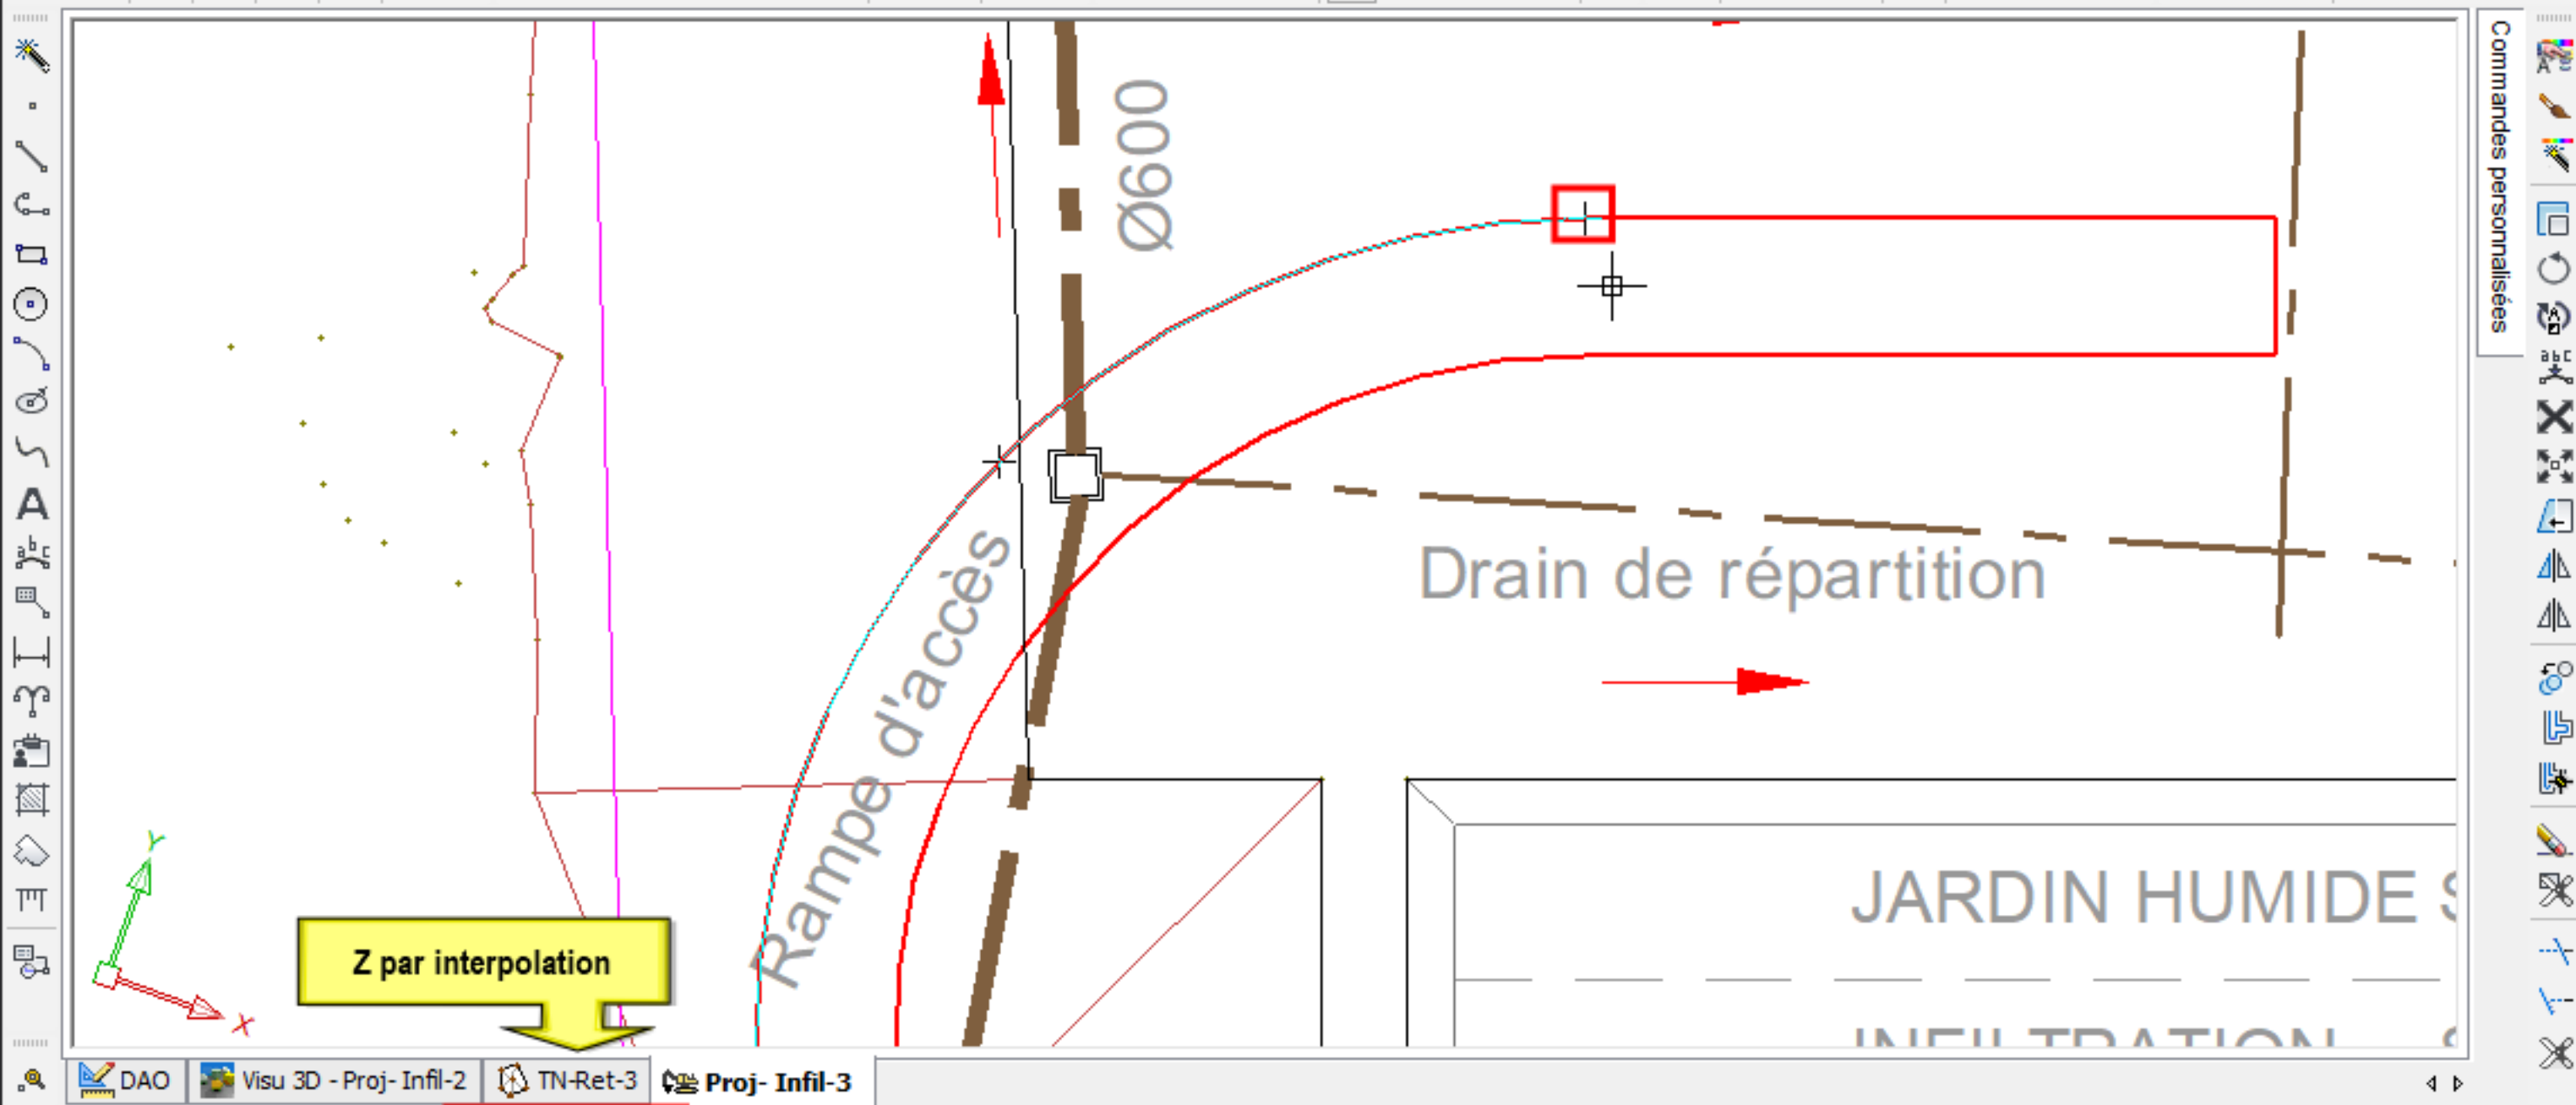 Commandes personnalisées
Ø600
Rampe d'accès
Drain de répartition
JARDIN HUMIDE
INFILTRATION
Y
X
Z par interpolation
DAO
Visu 3D - Proj- Infil-2
TN-Ret-3
Proj- Infil-3